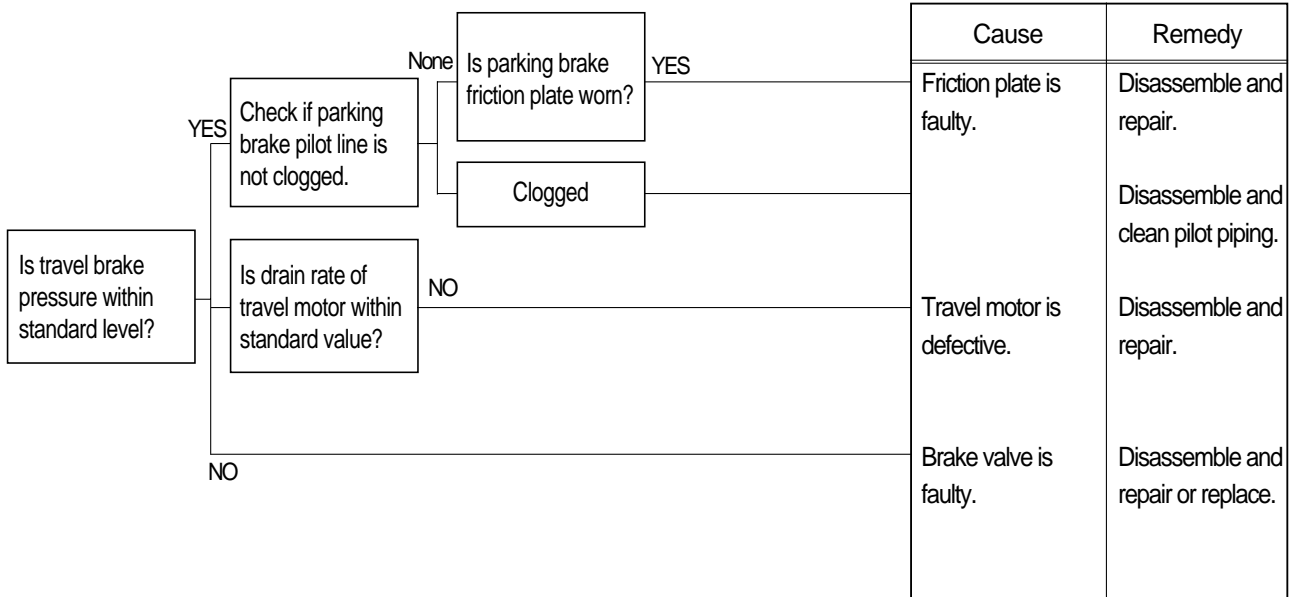 Cause
Remedy
None
Is parking brake
friction plate worn?
YES
Friction plate is
faulty.
Disassemble and
repair.
YES
Check if parking
brake pilot line is
not clogged.
Clogged
Disassemble and
clean pilot piping.
Is travel brake
pressure within
standard level?
Is drain rate of
travel motor within
standard value?
NO
Travel motor is
defective.
Disassemble and
repair.
NO
Brake valve is
faulty.
Disassemble and
repair or replace.